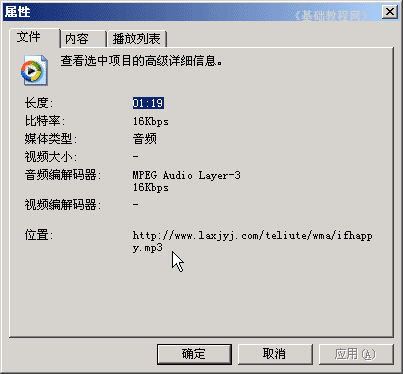 属性
《基础教程网》
文件 内容 播放列表
查看选中项目的高级详细信息。
长度: 01:19
比特率: 16Kbps
媒体类型: 音频
视频大小: -
音频编解码器: MPEG Audio Layer-3
16Kbps
视频编解码器: -
位置: http://www.laxjyj.com/teliute/wma/ifhapp
y.mp3
确定 取消 应用(A)